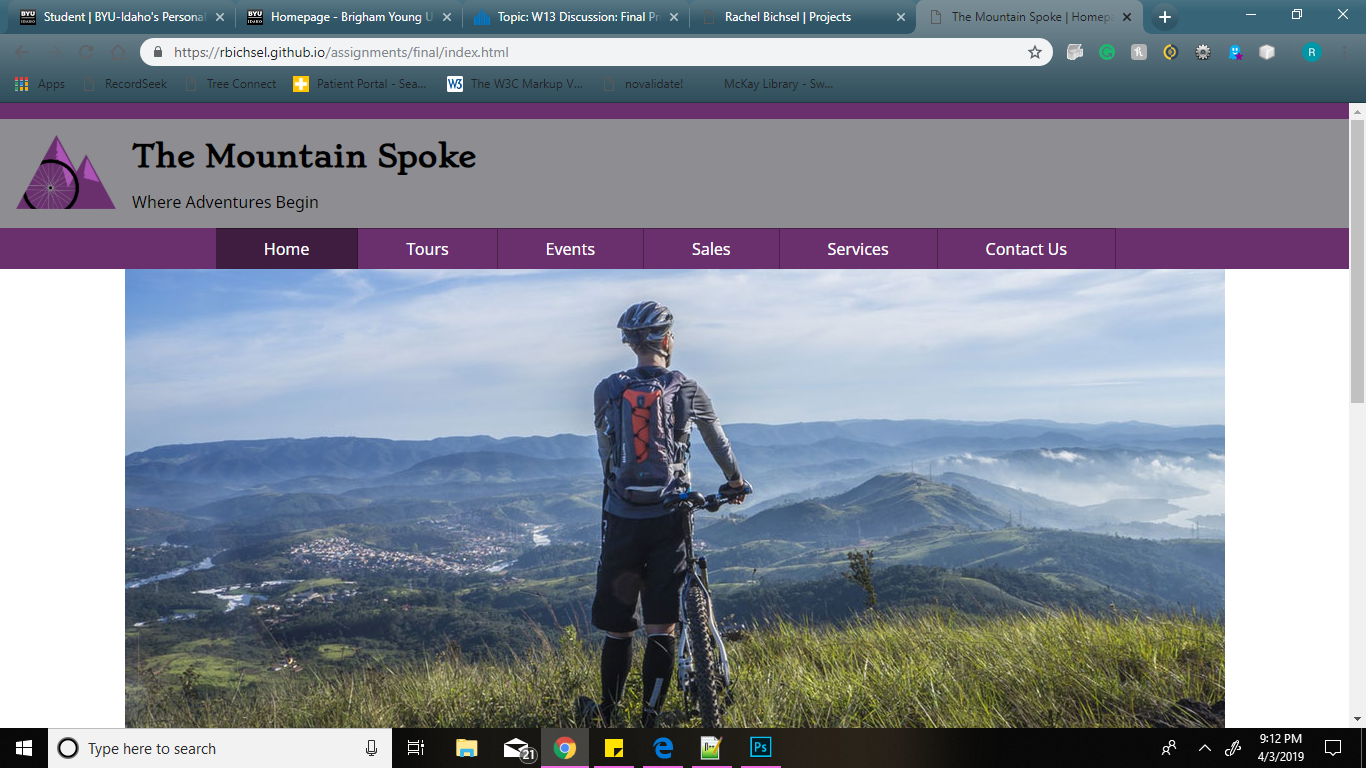 Student | BYU-Idaho's Personal
Homepage - Brigham Young U
Topic: W13 Discussion: Final Pr
Rachel Bichsel | Projects
The Mountain Spoke | Homepa
https://rbichsel.github.io/assignments/final/index.html
R
Apps
RecordSeek
Tree Connect
Patient Portal - Sea...
W3
The W3C Markup V...
novalidate!
McKay Library - Sw...
The Mountain Spoke
Where Adventures Begin
Home
Tours
Events
Sales
Services
Contact Us
Type here to search
21
Ps
9:12 PM
4/3/2019